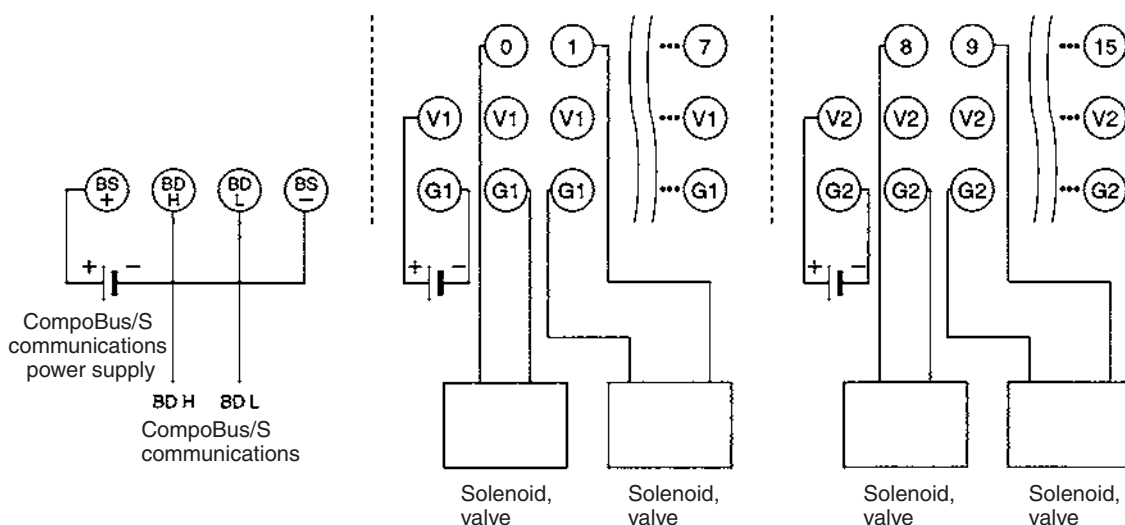 0 1 ••• 7 8 9 ••• 15
V1 V1 V1 ••• V1 V2 V2 V2 ••• V2
BS + BD H BD L BS − G1 G1 G1 ••• G1 G2 G2 G2 ••• G2
+ − + − + −
CompoBus/S
communications
power supply
BD H BD L
CompoBus/S
communications
Solenoid,
valve
Solenoid,
valve
Solenoid,
valve
Solenoid,
valve